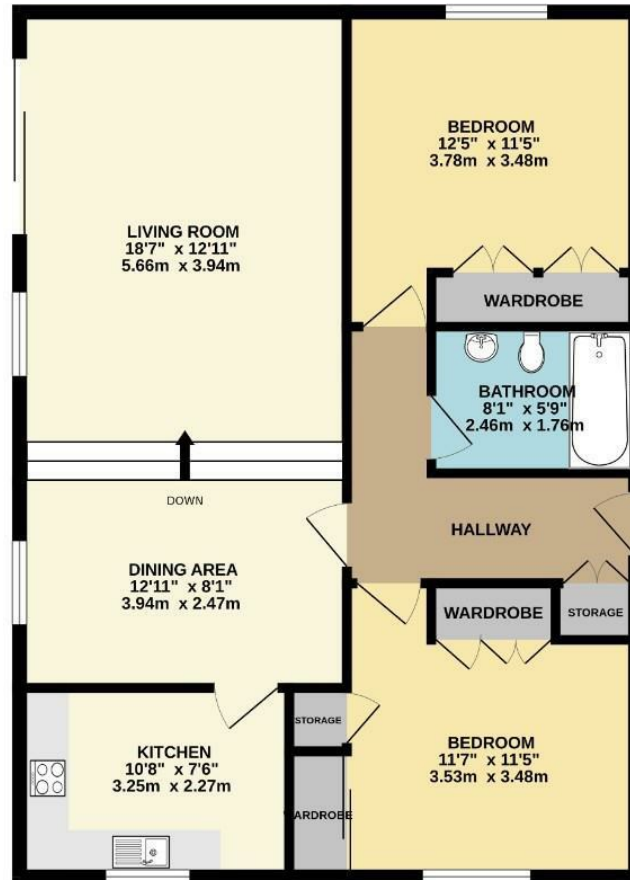 BEDROOM
12'5" x 11'5"
3.78m x 3.48m
LIVING ROOM
18'7" x 12'11"
5.66m x 3.94m
WARDROBE
BATHROOM
8'1" x 5'9"
2.46m x 1.76m
DOWN
HALLWAY
DINING AREA
12'11" x 8'1"
3.94m x 2.47m
WARDROBE
STORAGE
STORAGE
KITCHEN
10'8" x 7'6"
3.25m x 2.27m
BEDROOM
11'7" x 11'5"
3.53m x 3.48m
WARDROBE